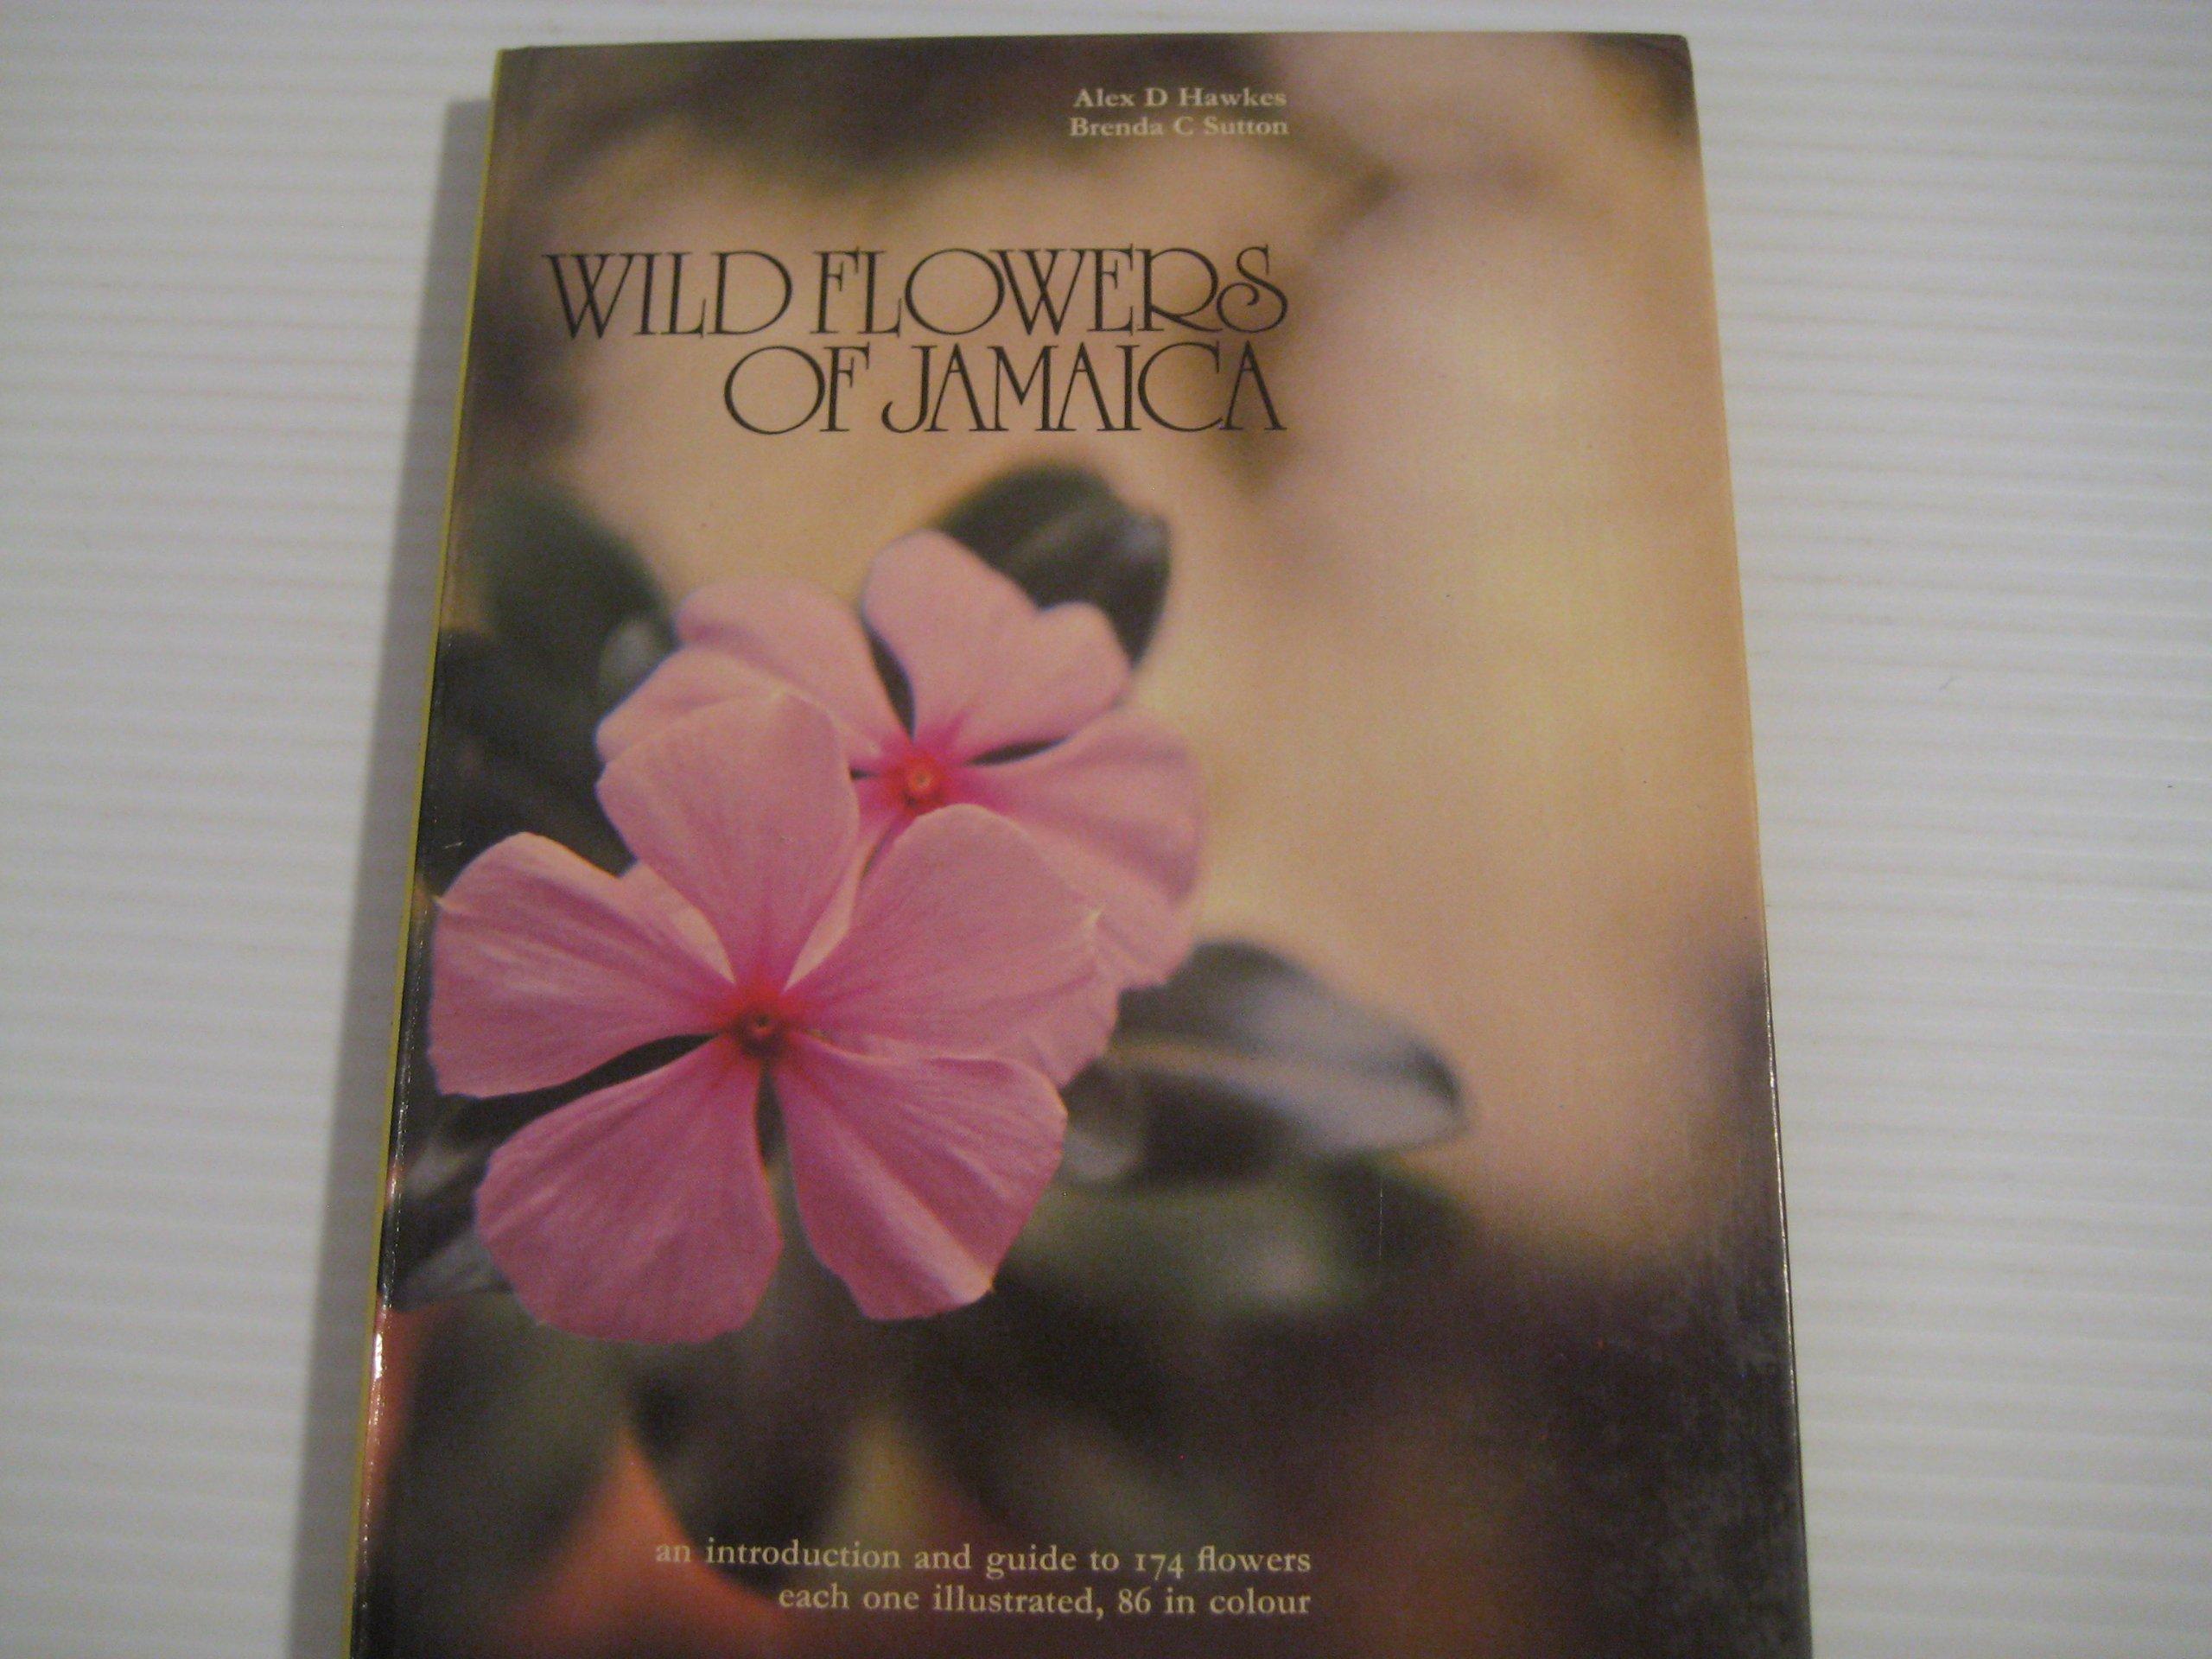 Alex D Hawkes
Brenda C Sutton
WILD FLOWERS
OF JAMAICA
an introduction and guide to 174 flowers
each one illustrated, 86 in colour